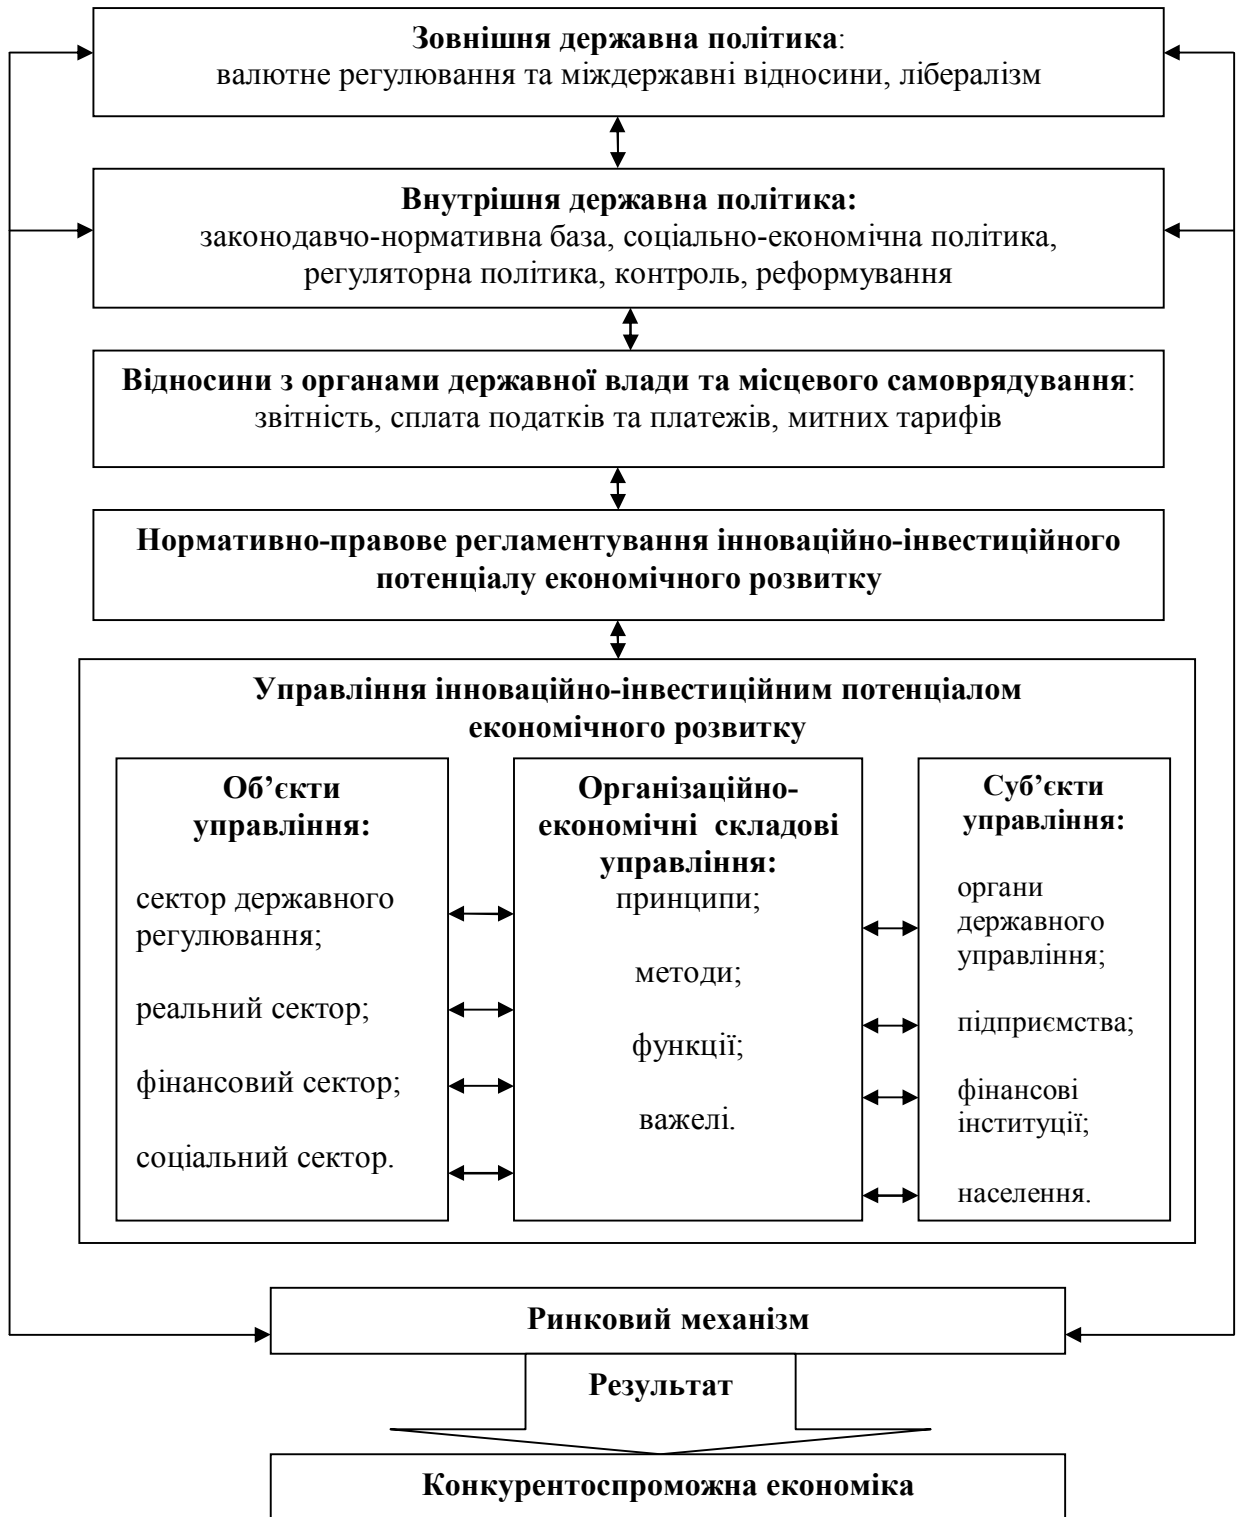 Зовнішня державна політика:
валютне регулювання та міждержавні відносини, лібералізм
Внутрішня державна політика:
законодавчо-нормативна база, соціально-економічна політика,
регуляторна політика, контроль, реформування
Відносини з органами державної влади та місцевого самоврядування:
звітність, сплата податків та платежів, митних тарифів
Нормативно-правове регламентування інноваційно-інвестиційного
потенціалу економічного розвитку
Управління інноваційно-інвестиційним потенціалом
економічного розвитку
Об’єкти
управління:
сектор державного
регулювання;
реальний сектор;
фінансовий сектор;
соціальний сектор.
Організаційно-
економічні складові
управління:
принципи;
методи;
функції;
важелі.
Суб’єкти
управління:
органи
державного
управління;
підприємства;
фінансові
інституції;
населення.
Ринковий механізм
Результат
Конкурентоспроможна економіка